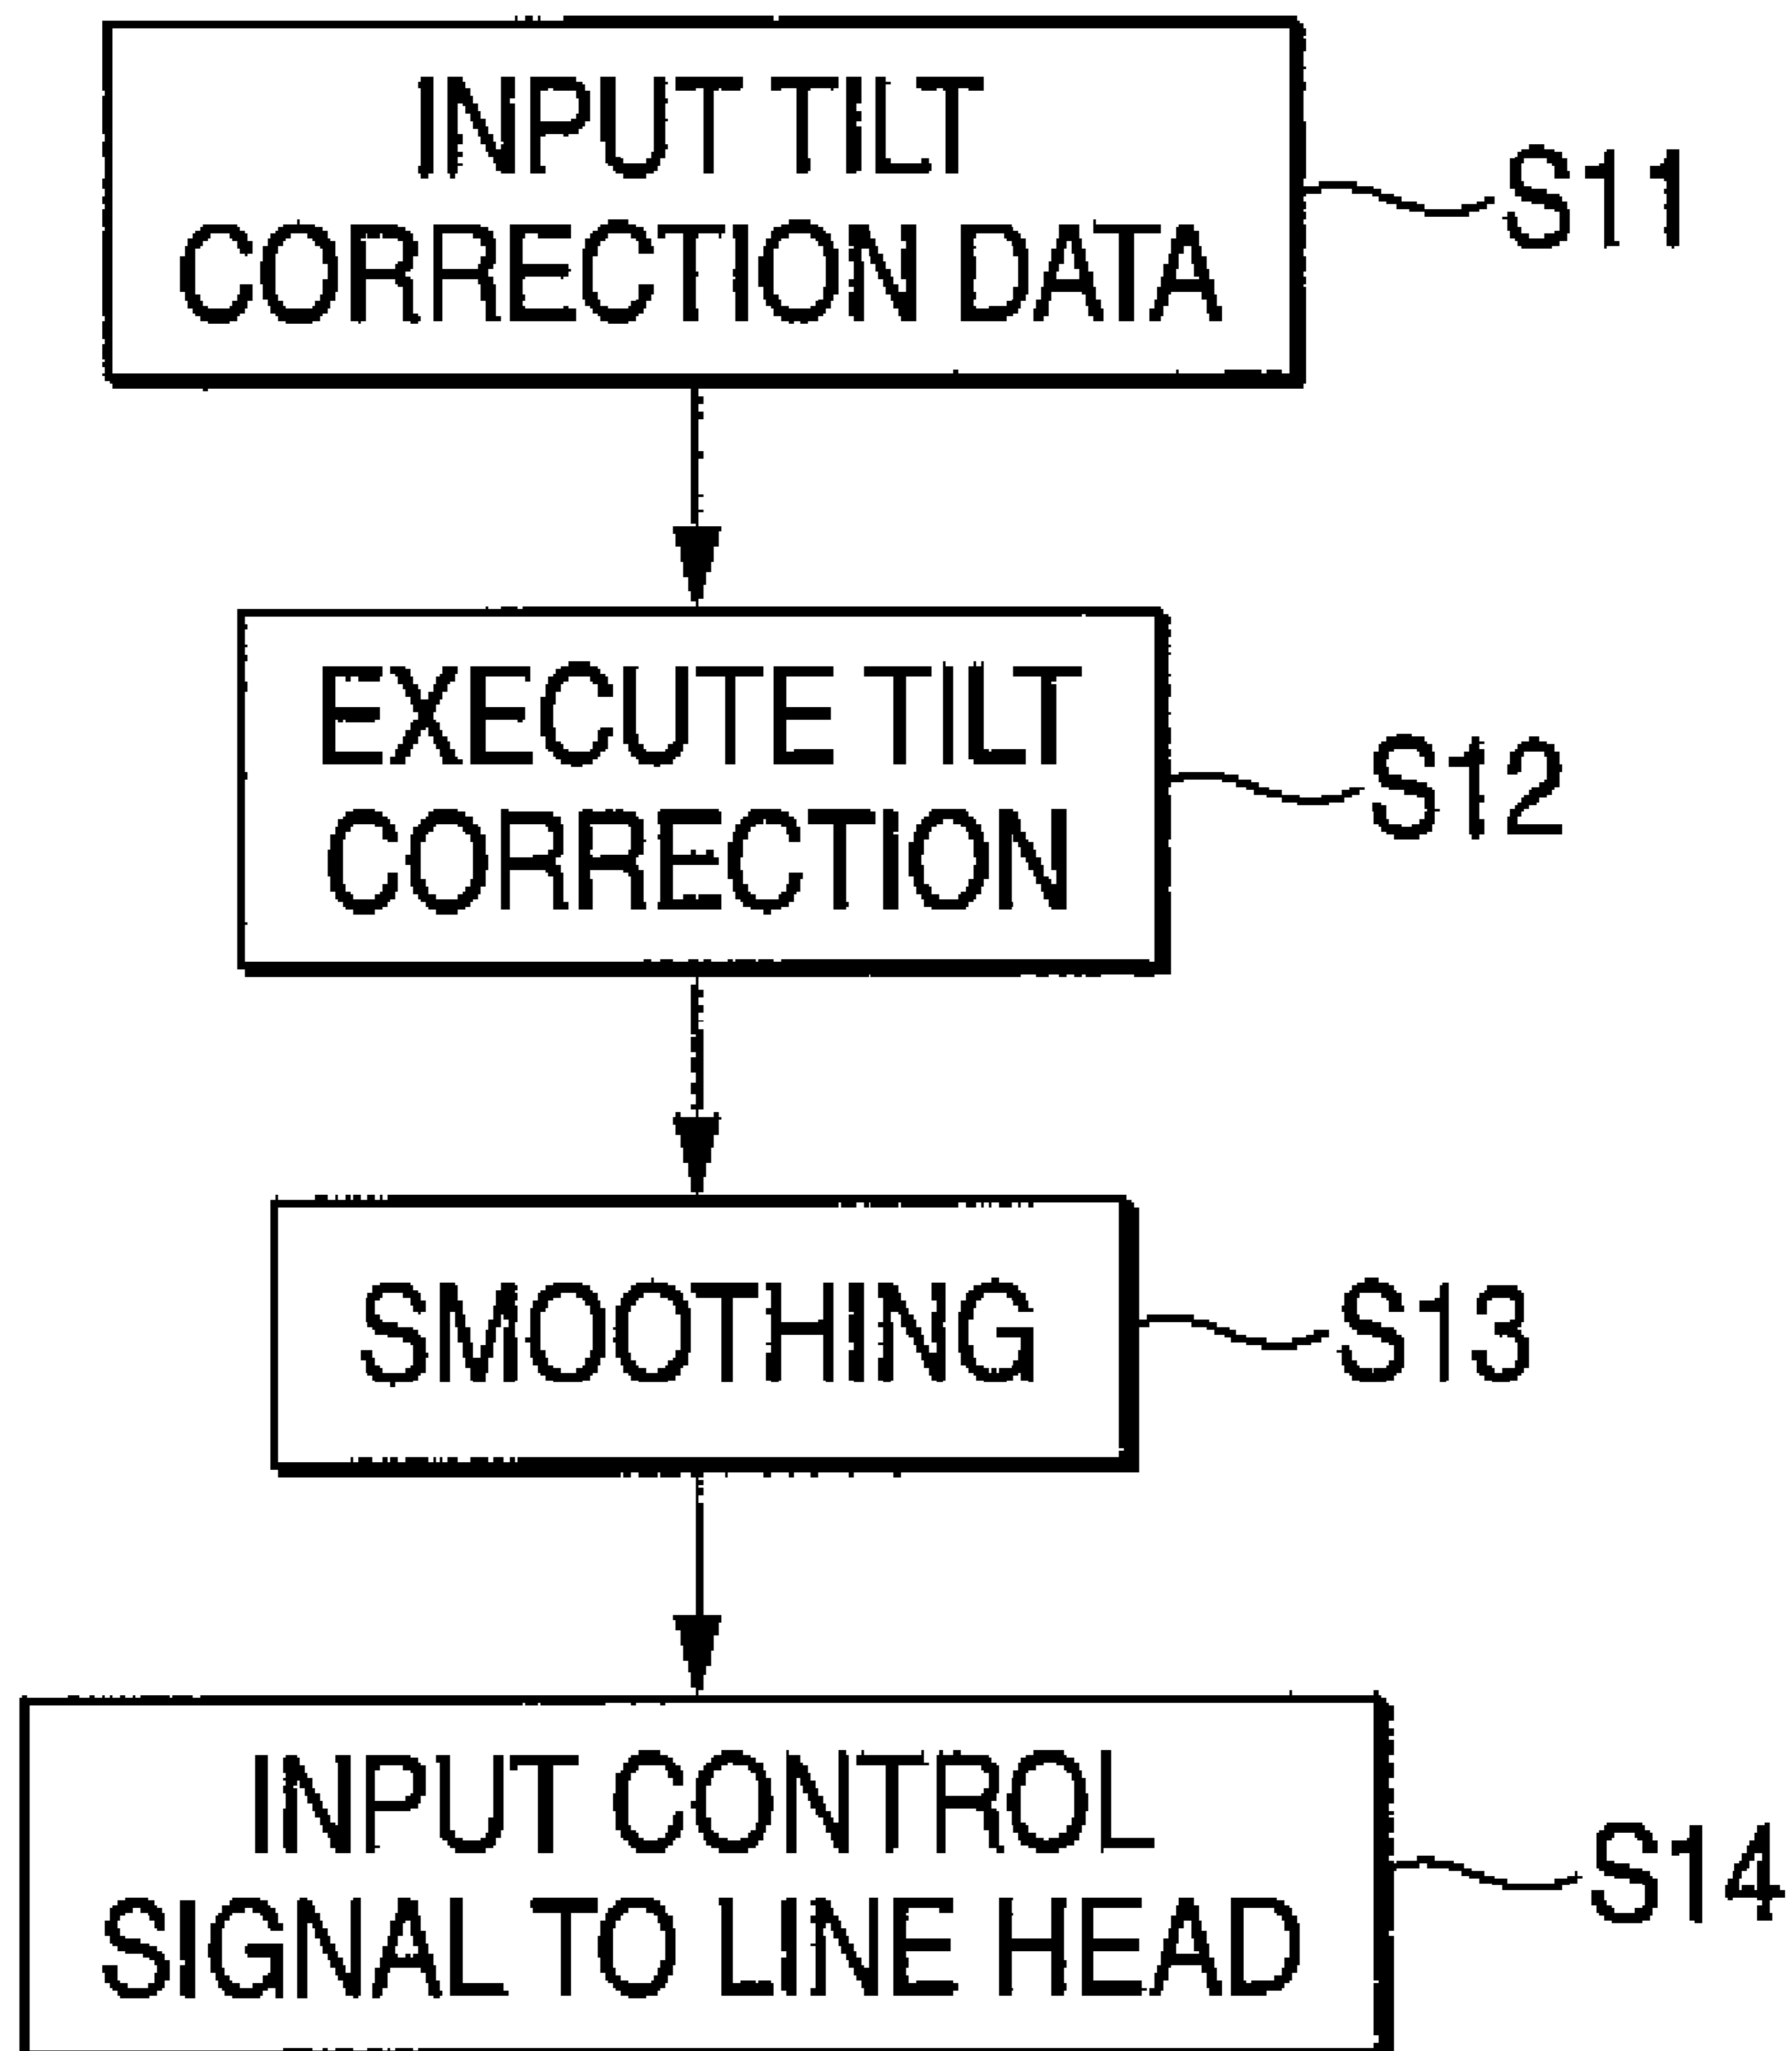 INPUT TILT
CORRECTION DATA
S11
EXECUTE TILT
CORRECTION
S12
SMOOTHING
S13
INPUT CONTROL
SIGNAL TO LINE HEAD
S14